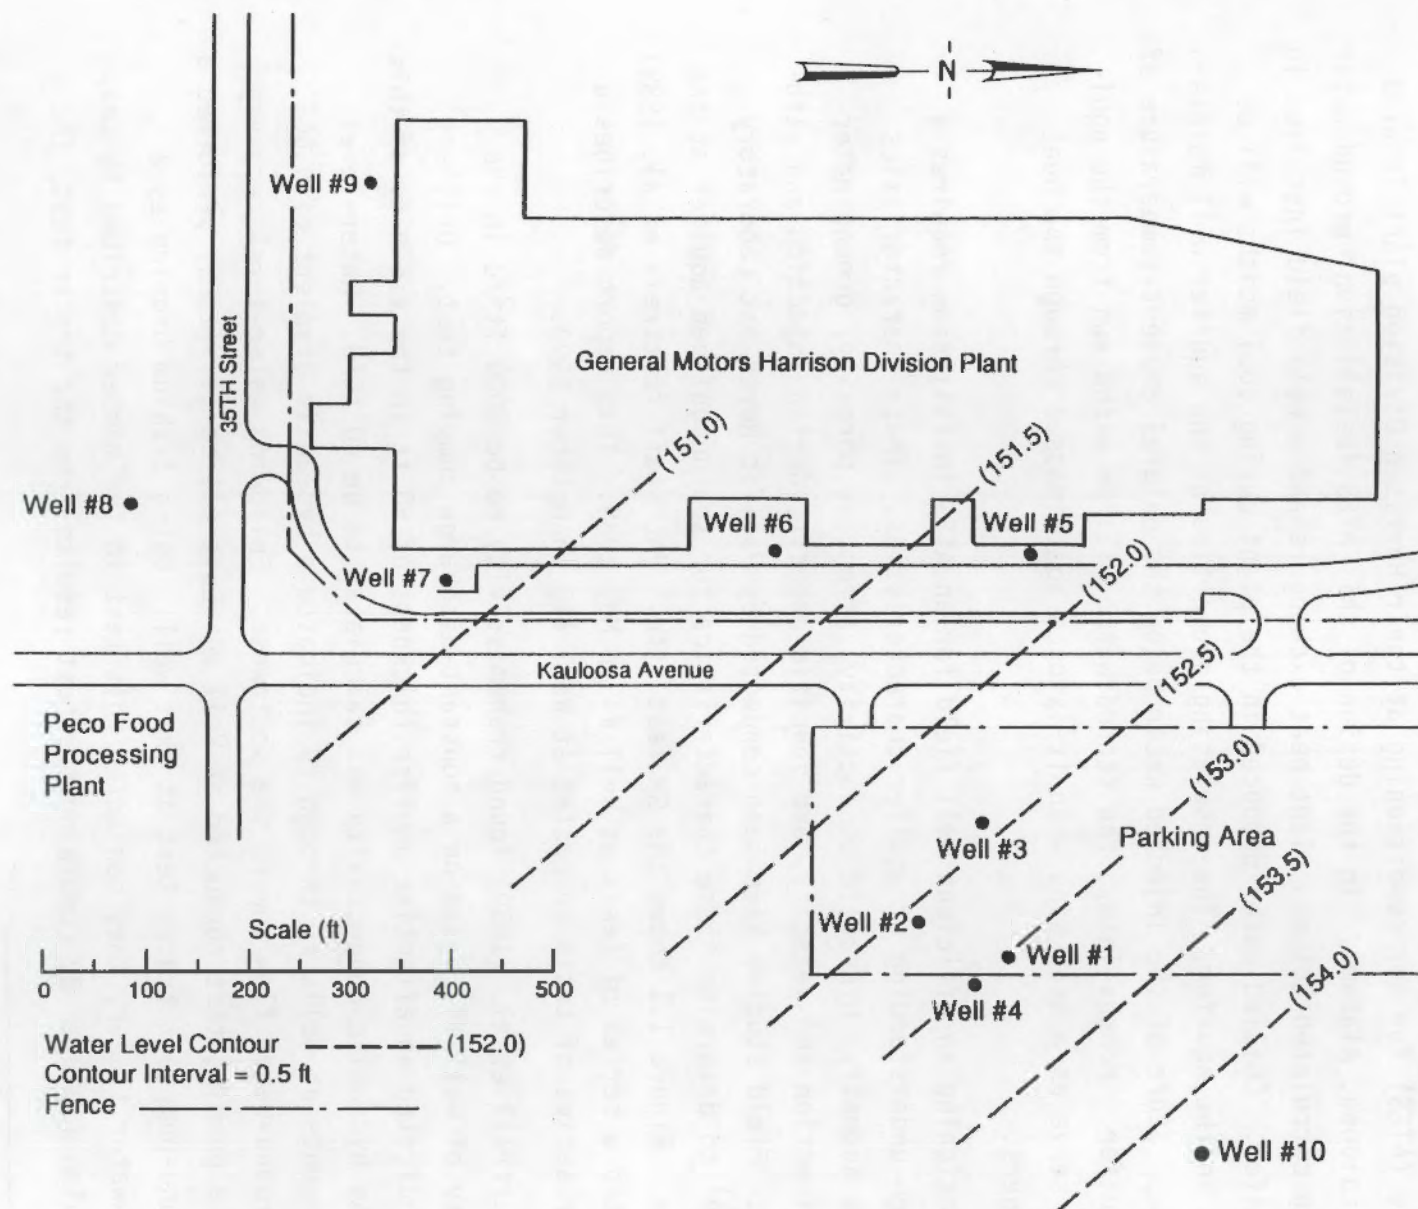 N
Well #9
35TH Street
General Motors Harrison Division Plant
(151.0)
(151.5)
Well #8
Well #6
Well #5
Well #7
(152.0)
Kauloosa Avenue
(152.5)
Peco Food
Processing
Plant
(153.0)
Well #3
Parking Area
(153.5)
Well #2
Well #1
Well #4
(154.0)
Scale (ft)
0 100 200 300 400 500
Water Level Contour (152.0)
Contour Interval = 0.5 ft
Fence
Well #10